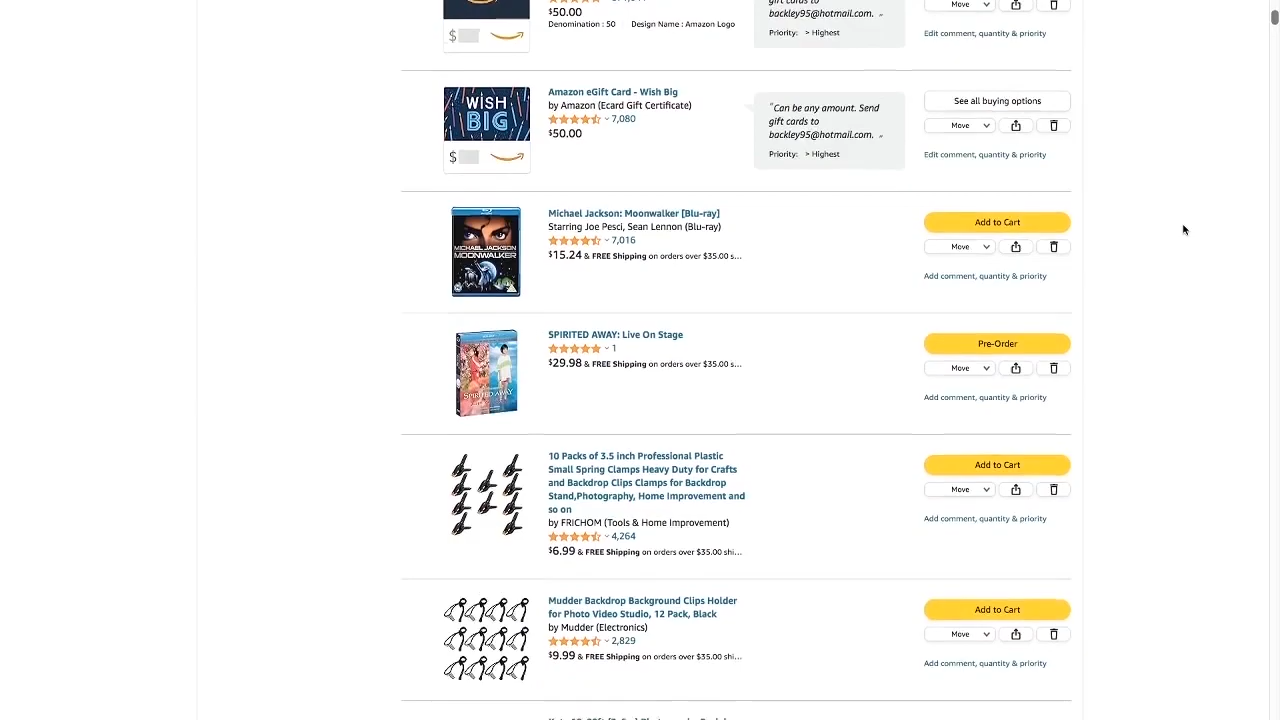 $50.00
Denomination : 50 Design Name : Amazon Logo
gift cards to
backley95@hotmail.com. „
Priority: > Highest
Move
Edit comment, quantity & priority
$
WISH
BIG
$
Amazon eGift Card - Wish Big
by Amazon (Ecard Gift Certificate)
7,080
$50.00
"Can be any amount. Send
gift cards to
backley95@hotmail.com. „
Priority: > Highest
See all buying options
Move
Edit comment, quantity & priority
MICHAEL JACKSON
MOONWALKER
Michael Jackson: Moonwalker [Blu-ray]
Starring Joe Pesci, Sean Lennon (Blu-ray)
7,016
$15.24 & FREE Shipping on orders over $35.00 s...
Add to Cart
Move
Add comment, quantity & priority
SPIRITED AWAY
SPIRITED AWAY: Live On Stage
1
$29.98 & FREE Shipping on orders over $35.00 s...
Pre-Order
Move
Add comment, quantity & priority
10 Packs of 3.5 inch Professional Plastic
Small Spring Clamps Heavy Duty for Crafts
and Backdrop Clips Clamps for Backdrop
Stand,Photography, Home Improvement and
so on
by FRICHOM (Tools & Home Improvement)
4,264
$6.99 & FREE Shipping on orders over $35.00 shi...
Add to Cart
Move
Add comment, quantity & priority
Mudder Backdrop Background Clips Holder
for Photo Video Studio, 12 Pack, Black
by Mudder (Electronics)
2,829
$9.99 & FREE Shipping on orders over $35.00 shi...
Add to Cart
Move
Add comment, quantity & priority